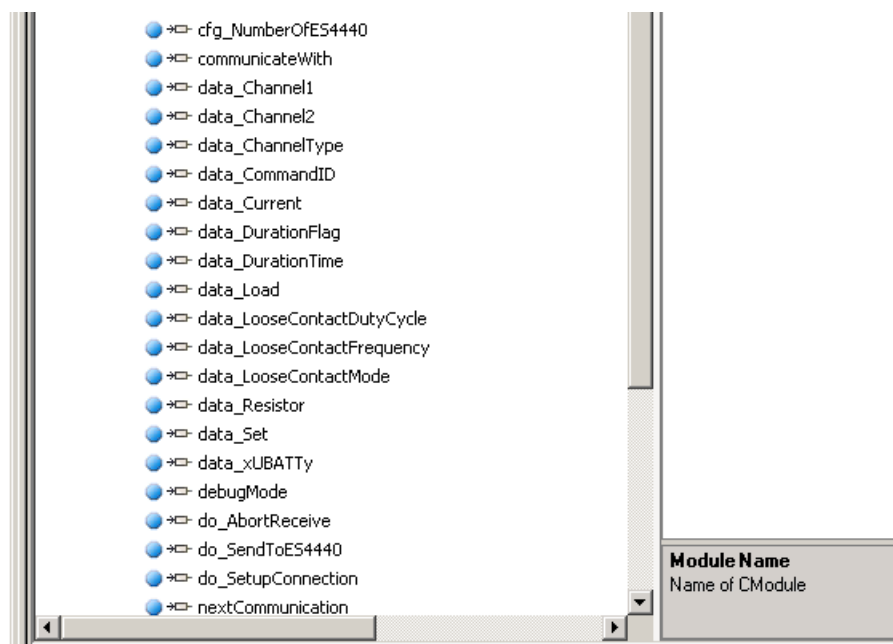 cfg_NumberOfES4440
communicateWith
data_Channel1
data_Channel2
data_ChannelType
data_CommandID
data_Current
data_DurationFlag
data_DurationTime
data_Load
data_LooseContactDutyCycle
data_LooseContactFrequency
data_LooseContactMode
data_Resistor
data_Set
data_xUBATTy
debugMode
do_AbortReceive
do_SendToES4440
do_SetupConnection
nextCommunication
Module Name
Name of CModule